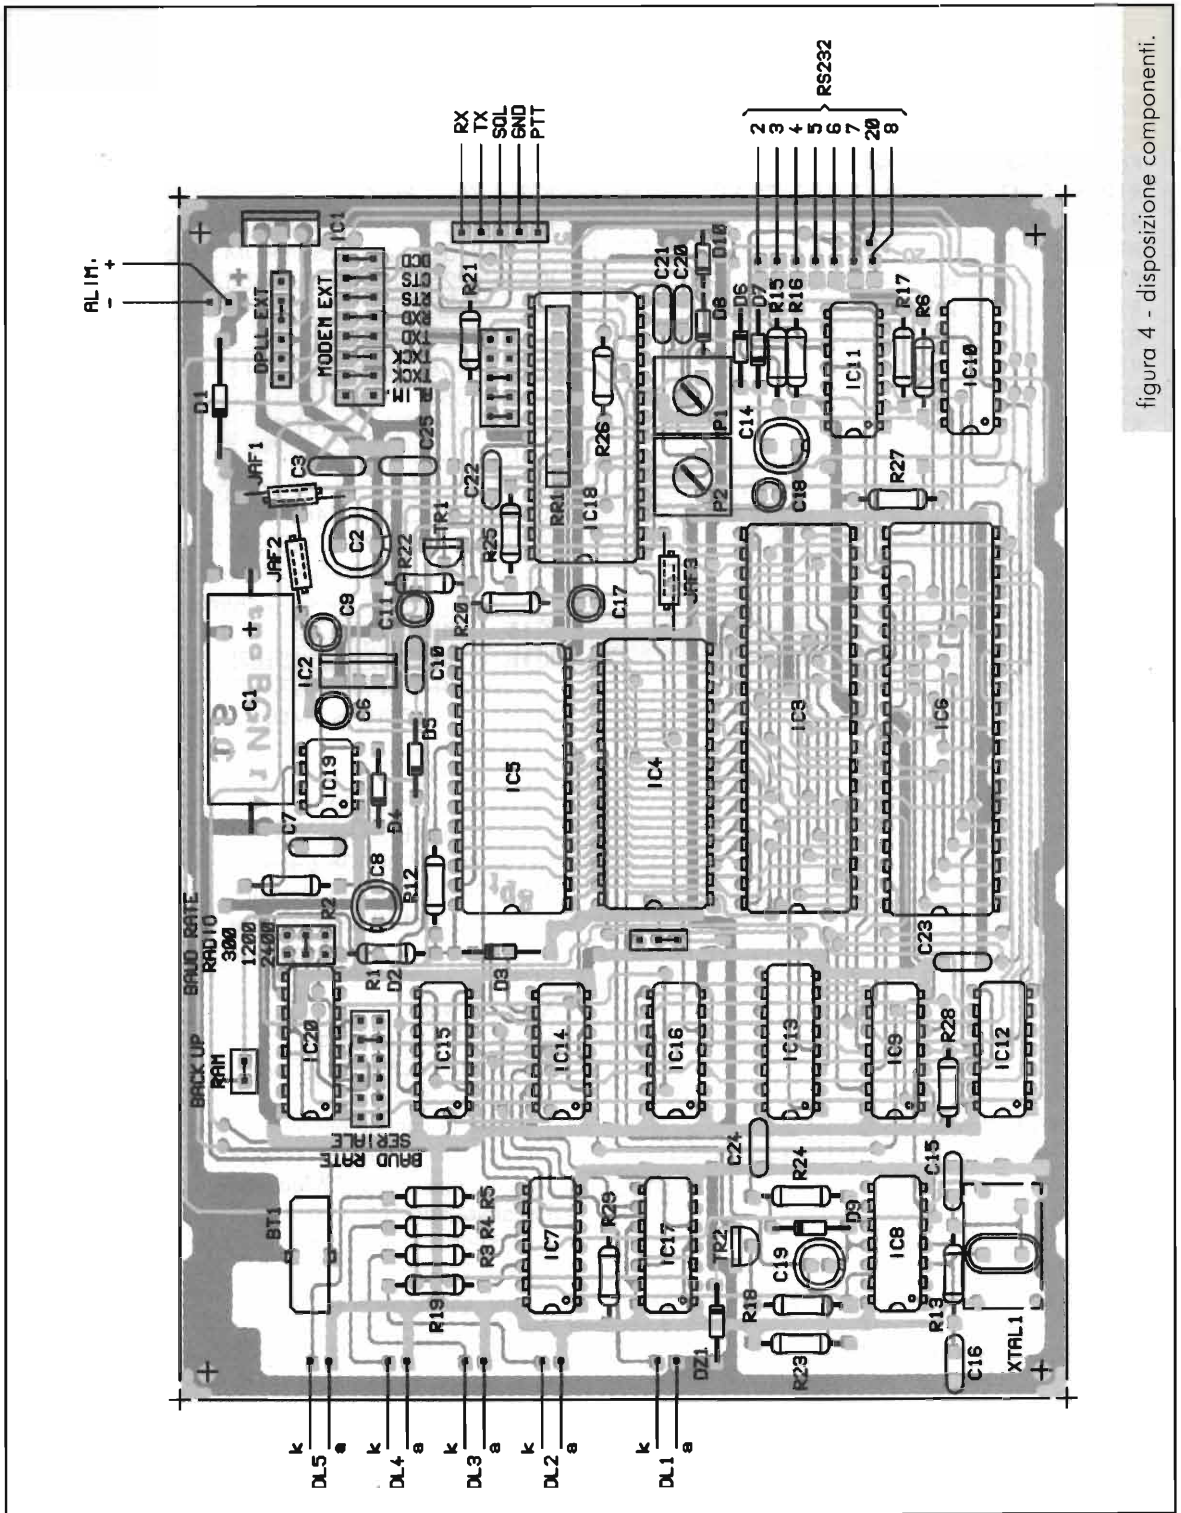 ALIM.
- +
RX
TX
SQL
GND
PTT
RS232
2
3
4
5
6
7
20
8
figura 4 - disposizione componenti.
IC1
DPLL EXT
MODEM EXT
DCD
CTS
RTS
RXD
TXD
TXCK
RXCK
ALIM.
D1
JAF1
C3
C25
R21
C22
R25
RR1
IC18
R26
C21
C20
D8
D10
D6
D7
R15
R16
R17
R6
IC11
IC10
P1
P2
C14
C18
R27
JAF2
C2
R22
TR1
C9
C11
R20
C17
JAF3
C1
IC2
C6
C10
IC19
D5
D4
C7
C8
R12
R2
IC5
IC4
IC3
IC6
BAUD RATE
RADIO
300
1200
2400
R1
D2
D3
C23
BACK UP
RAM
IC20
IC15
IC14
IC16
IC13
IC9
R28
IC12
SERIALE
BAUD RATE
C24
C15
BT1
R5
R4
R3
R19
IC7
R29
IC17
TR2
R24
D9
C19
IC8
R18
R13
DZ1
R23
C16
XTAL1
k
DL5
a
k
DL4
a
k
DL3
a
k
DL2
a
k
DL1
a